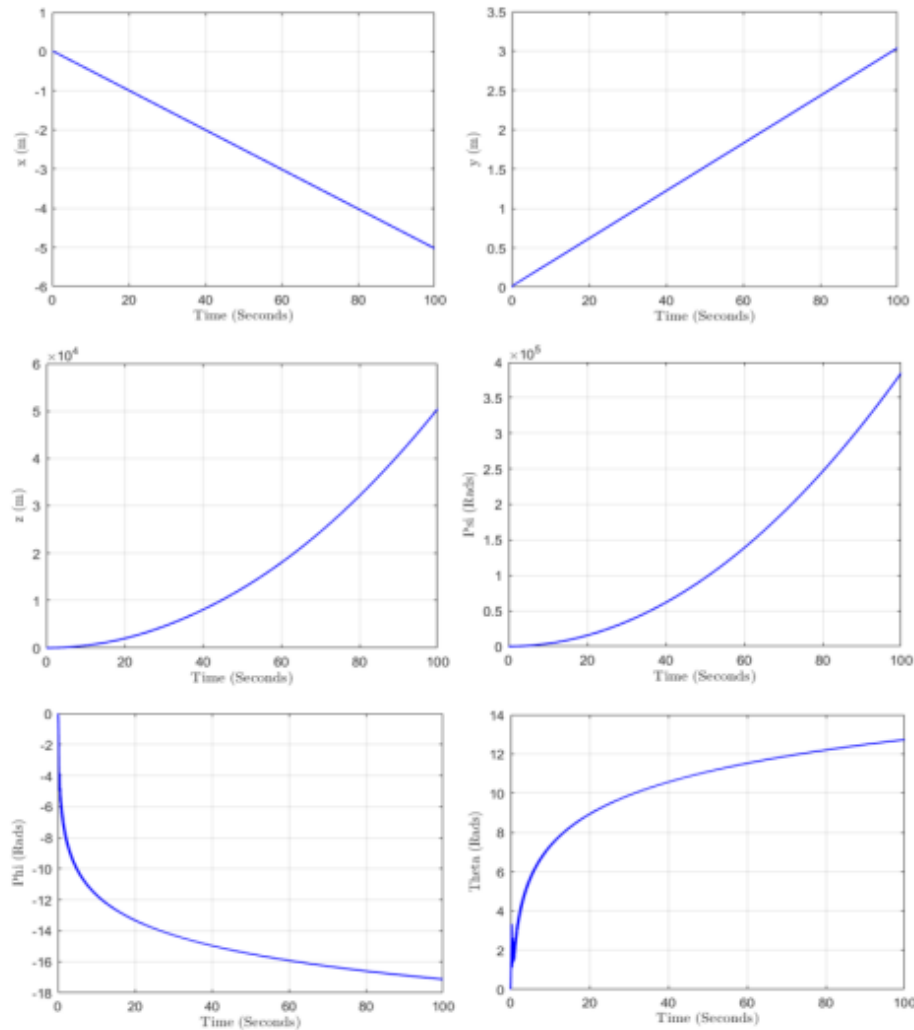 1
0
-1
-2
-3
-4
-5
-6
x (m)
0 20 40 60 80 100
Time (Seconds)
3.5
3
2.5
2
1.5
1
0.5
0
y (m)
0 20 40 60 80 100
Time (Seconds)
×10⁴
6
5
4
3
2
1
0
z (m)
0 20 40 60 80 100
Time (Seconds)
×10⁵
4
3.5
3
2.5
2
1.5
1
0.5
0
Psi (Rads)
0 20 40 60 80 100
Time (Seconds)
0
-2
-4
-6
-8
-10
-12
-14
-16
-18
Phi (Rads)
0 20 40 60 80 100
Time (Seconds)
14
12
10
8
6
4
2
0
Theta (Rads)
0 20 40 60 80 100
Time (Seconds)